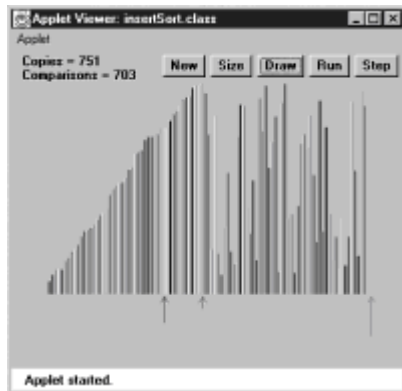 Applet Viewer: insertSort.class
Applet
Copies = 751
Comparisons = 703
New Size Draw Run Step
Applet started.